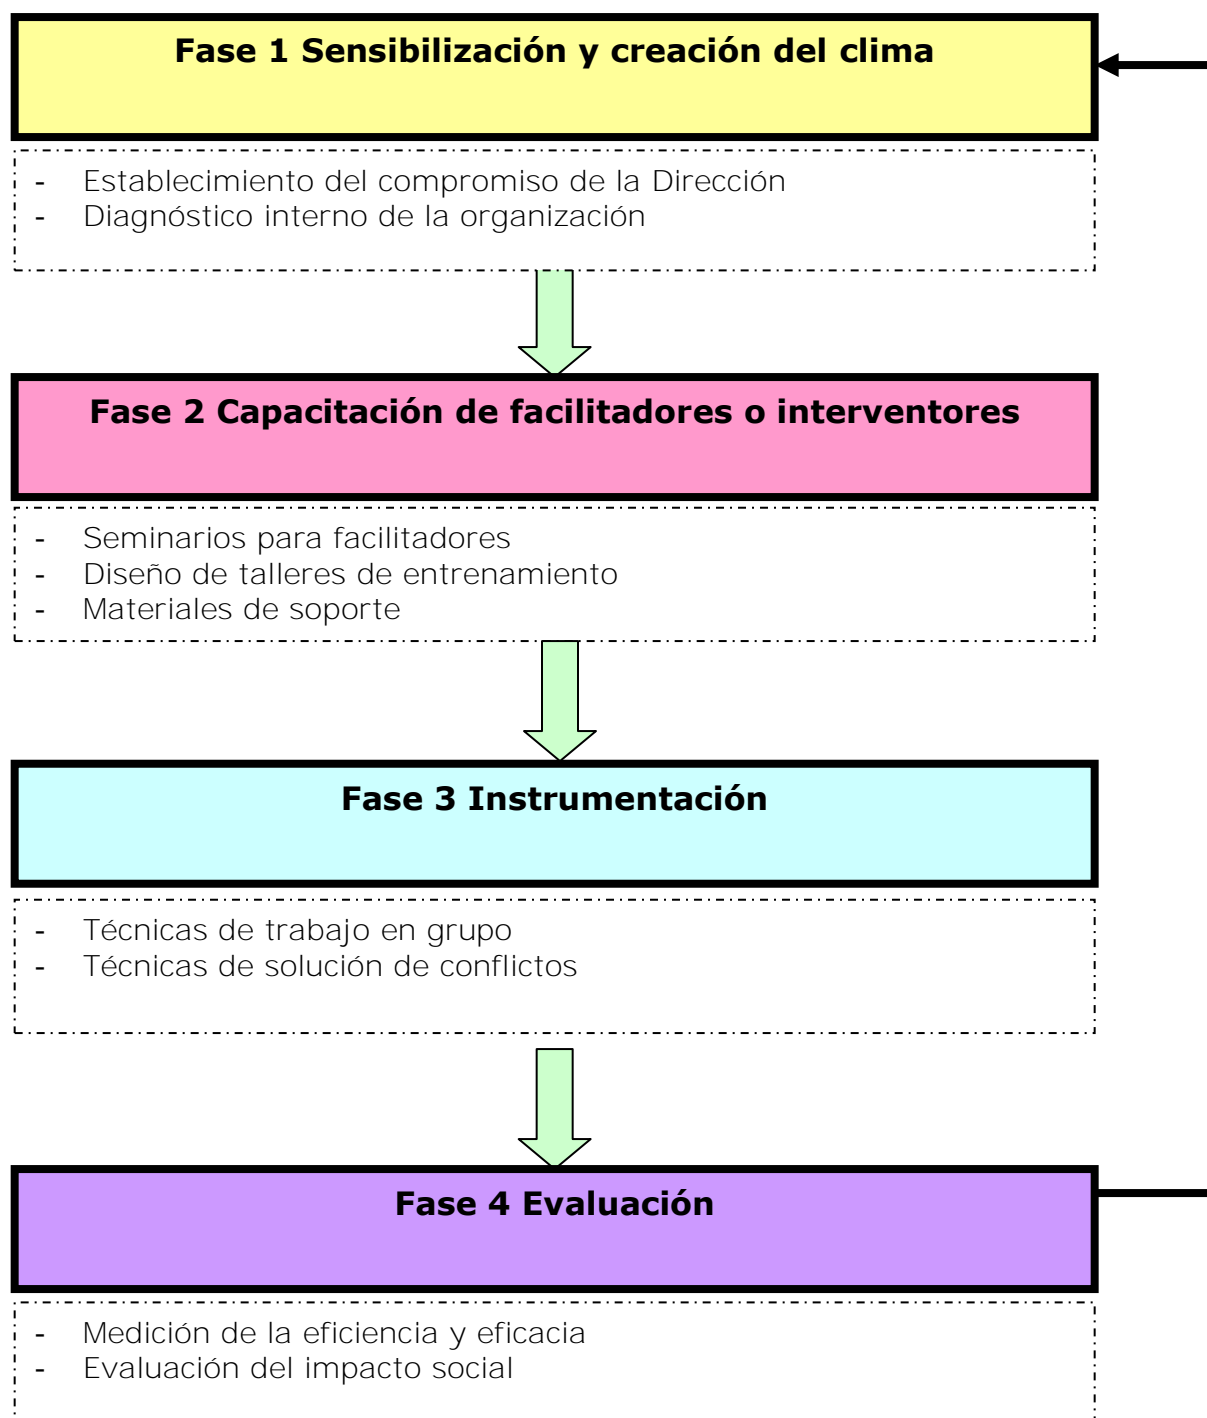 Fase 1 Sensibilización y creación del clima
- Establecimiento del compromiso de la Dirección
- Diagnóstico interno de la organización
Fase 2 Capacitación de facilitadores o interventores
- Seminarios para facilitadores
- Diseño de talleres de entrenamiento
- Materiales de soporte
Fase 3 Instrumentación
- Técnicas de trabajo en grupo
- Técnicas de solución de conflictos
Fase 4 Evaluación
- Medición de la eficiencia y eficacia
- Evaluación del impacto social